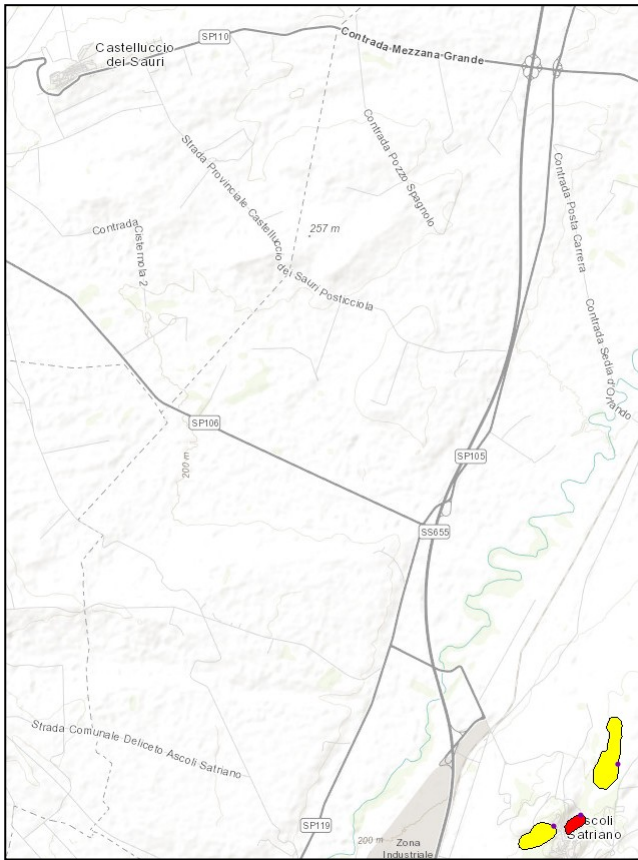 SP110
Contrada Mezzana Grande
Castelluccio
dei Sauri
Strada Provinciale Castelluccio
dei Sauri Posticciola
Contrada Pozzo Spagnolo
Contrada Posta Carrera
Contrada
Cisternola 2
257 m
Contrada Sedia d'Orlando
SP106
200 m
SP105
SS655
Strada Comunale Deliceto Ascoli Satriano
SP119
200 m
Zona
Industriale
scoli
Satriano